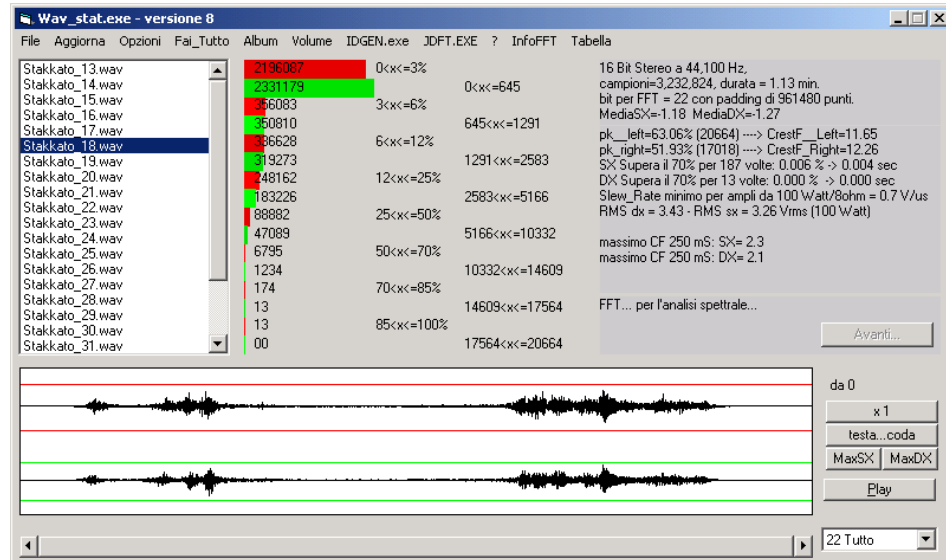 Wav_stat.exe - versione 8
File Aggiorna Opzioni Fai_Tutto Album Volume IDGEN.exe JDFT.EXE ? InfoFFT Tabella
Stakkato_13.wav
Stakkato_14.wav
Stakkato_15.wav
Stakkato_16.wav
Stakkato_17.wav
Stakkato_18.wav
Stakkato_19.wav
Stakkato_20.wav
Stakkato_21.wav
Stakkato_22.wav
Stakkato_23.wav
Stakkato_24.wav
Stakkato_25.wav
Stakkato_26.wav
Stakkato_27.wav
Stakkato_28.wav
Stakkato_29.wav
Stakkato_30.wav
Stakkato_31.wav
2196087 0<x<=3%
2331179 0<x<=645
356083 3<x<=6%
350810 645<x<=1291
336628 6<x<=12%
319273 1291<x<=2583
248162 12<x<=25%
183226 2583<x<=5166
88882 25<x<=50%
47089 5166<x<=10332
6795 50<x<=70%
1234 10332<x<=14609
174 70<x<=85%
13 14609<x<=17564
13 85<x<=100%
00 17564<x<=20664
16 Bit Stereo a 44,100 Hz,
campioni=3,232,824, durata = 1.13 min.
bit per FFT = 22 con padding di 961480 punti.
MediaSX=-1.18 MediaDX=-1.27
pk__left=63.06% (20664) ----> CrestF__Left=11.65
pk_right=51.93% (17018) ----> CrestF_Right=12.26
SX Supera il 70% per 187 volte: 0.006 % -> 0.004 sec
DX Supera il 70% per 13 volte: 0.000 % -> 0.000 sec
Slew_Rate minimo per ampli da 100 Watt/8ohm = 0.7 V/us
RMS dx = 3.43 - RMS sx = 3.26 Vrms (100 Watt)
massimo CF 250 mS: SX= 2.3
massimo CF 250 mS: DX= 2.1
FFT... per l'analisi spettrale...
Avanti...
da 0
x 1
testa...coda
MaxSX MaxDX
Play
22 Tutto